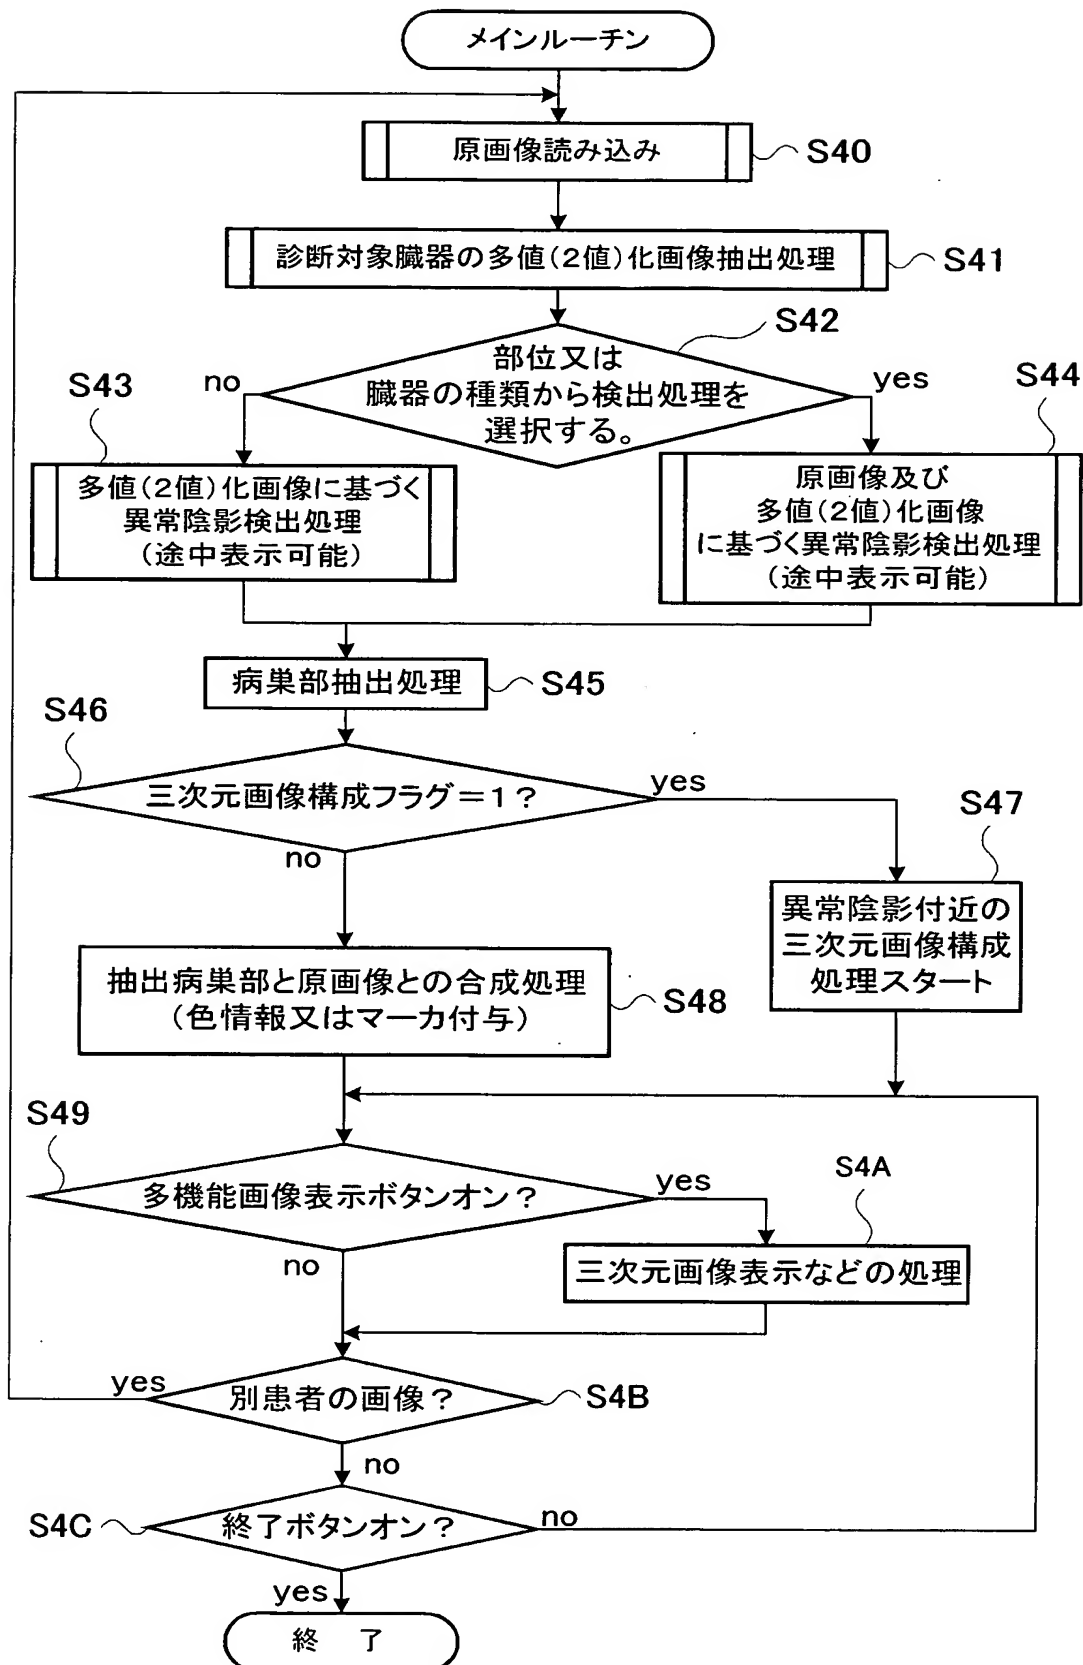 メインルーチン
原画像読み込み
S40
診断対象臓器の多値(2値)化画像抽出処理
S41
S42
部位又は
臓器の種類から検出処理を
選択する。
no
yes
S43
多値(2値)化画像に基づく
異常陰影検出処理
(途中表示可能)
S44
原画像及び
多値(2値)化画像
に基づく異常陰影検出処理
(途中表示可能)
病巣部抽出処理
S45
S46
三次元画像構成フラグ=1?
yes
no
S47
異常陰影付近の
三次元画像構成
処理スタート
抽出病巣部と原画像との合成処理
(色情報又はマーカ付与)
S48
S49
多機能画像表示ボタンオン?
yes
no
S4A
三次元画像表示などの処理
yes
別患者の画像?
S4B
no
S4C
終了ボタンオン?
no
yes
終 了